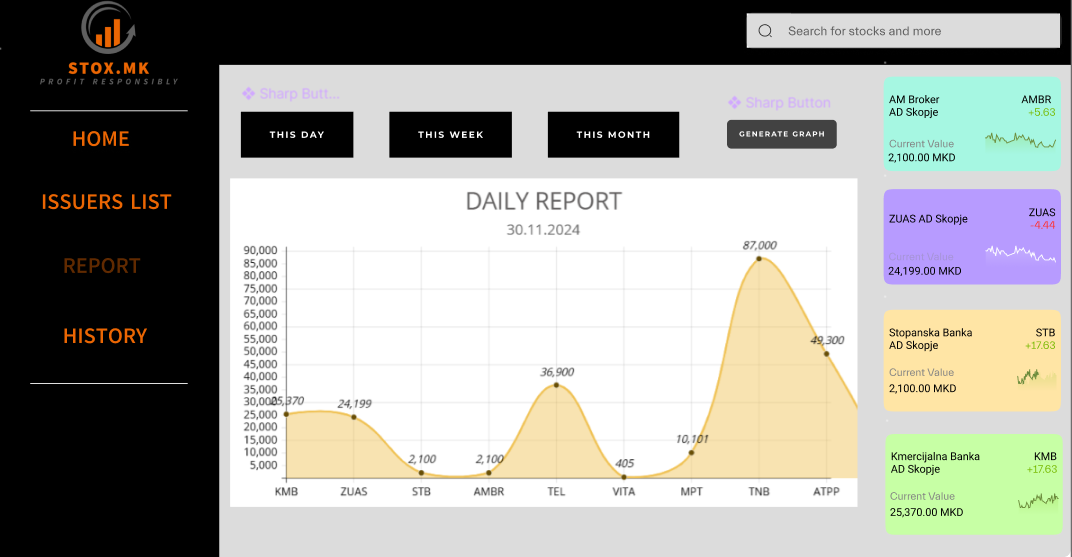 STOX.MK
PROFIT RESPONSIBLY
HOME
ISSUERS LIST
REPORT
HISTORY
Search for stocks and more
Sharp Butt...
Sharp Button
THIS DAY
THIS WEEK
THIS MONTH
GENERATE GRAPH
DAILY REPORT
30.11.2024
90,000
85,000
80,000
75,000
70,000
65,000
60,000
55,000
50,000
45,000
40,000
35,000
30,000
25,000
20,000
15,000
10,000
5,000
25,370
24,199
2,100
2,100
36,900
405
10,101
87,000
49,300
KMB ZUAS STB AMBR TEL VITA MPT TNB ATPP
AM Broker AMBR
AD Skopje +5.63
Current Value
2,100.00 MKD
ZUAS AD Skopje ZUAS
-4.44
Current Value
24,199.00 MKD
Stopanska Banka STB
AD Skopje +17.63
Current Value
2,100.00 MKD
Kmercijalna Banka KMB
AD Skopje +17.63
Current Value
25,370.00 MKD